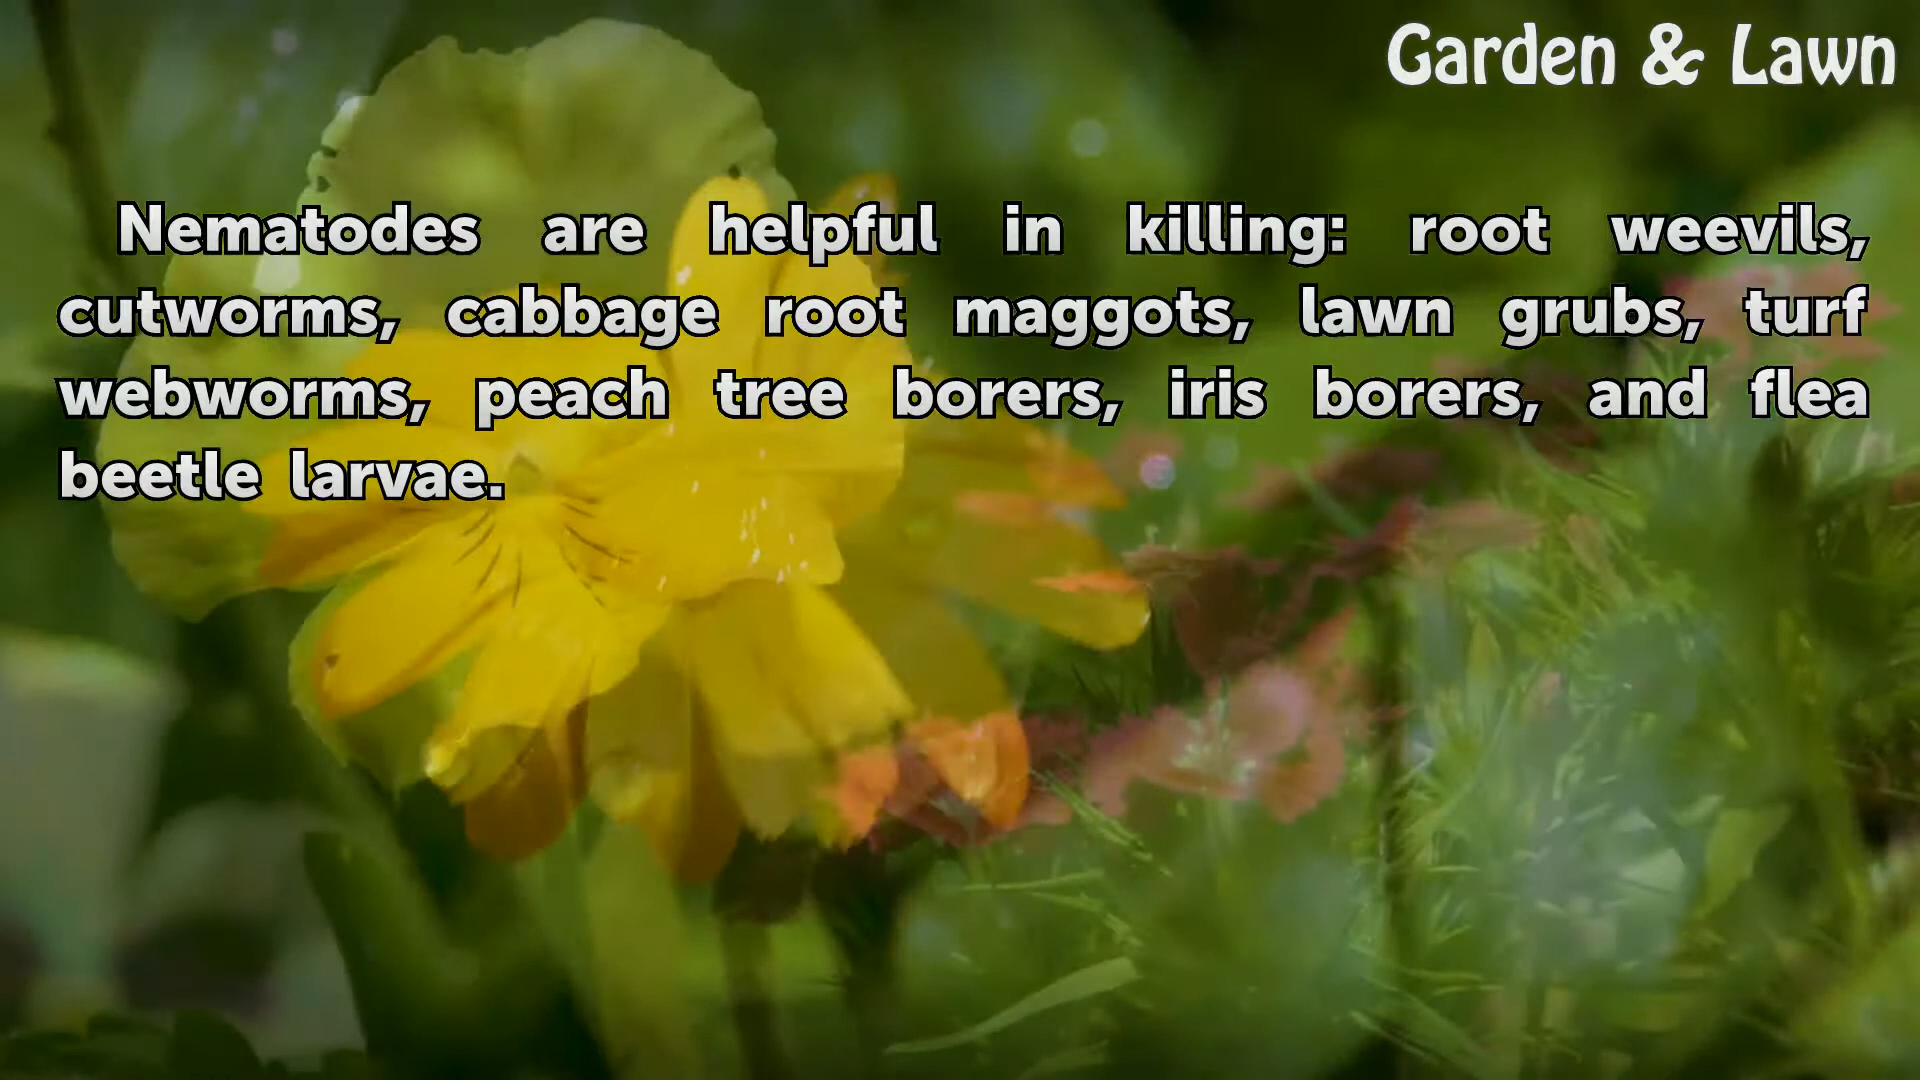 Garden & Lawn
Nematodes are helpful in killing: root weevils,
cutworms, cabbage root maggots, lawn grubs, turf
webworms, peach tree borers, iris borers, and flea
beetle larvae.